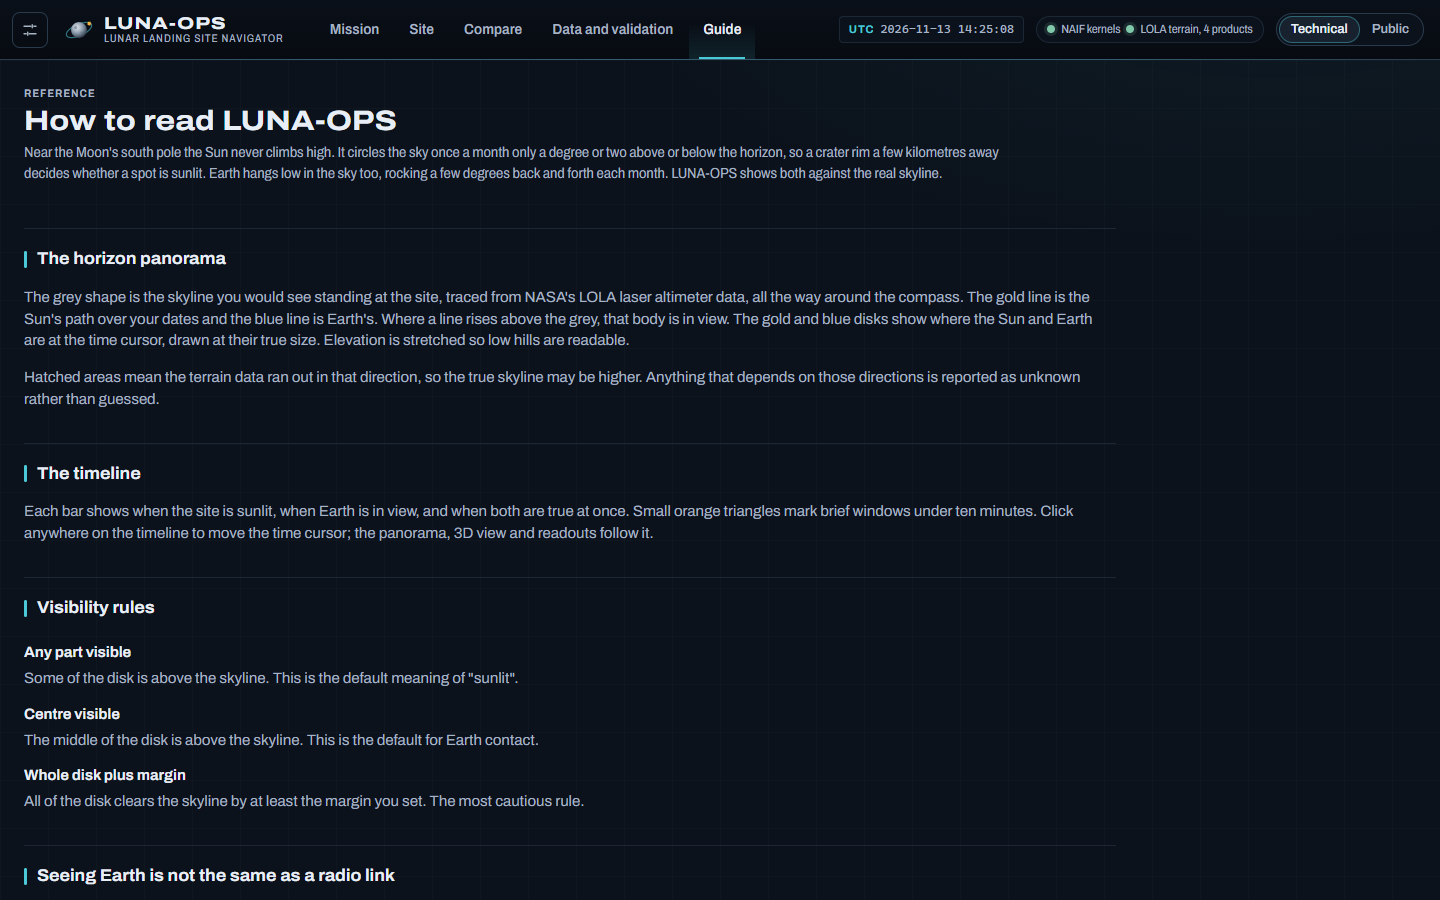 LUNA-OPS
LUNAR LANDING SITE NAVIGATOR
Mission
Site
Compare
Data and validation
Guide
UTC 2026-11-13 14:25:08
NAIF kernels
LOLA terrain, 4 products
Technical
Public
REFERENCE
How to read LUNA-OPS
Near the Moon's south pole the Sun never climbs high. It circles the sky once a month only a degree or two above or below the horizon, so a crater rim a few kilometres away
decides whether a spot is sunlit. Earth hangs low in the sky too, rocking a few degrees back and forth each month. LUNA-OPS shows both against the real skyline.
The horizon panorama
The grey shape is the skyline you would see standing at the site, traced from NASA's LOLA laser altimeter data, all the way around the compass. The gold line is the
Sun's path over your dates and the blue line is Earth's. Where a line rises above the grey, that body is in view. The gold and blue disks show where the Sun and Earth
are at the time cursor, drawn at their true size. Elevation is stretched so low hills are readable.
Hatched areas mean the terrain data ran out in that direction, so the true skyline may be higher. Anything that depends on those directions is reported as unknown
rather than guessed.
The timeline
Each bar shows when the site is sunlit, when Earth is in view, and when both are true at once. Small orange triangles mark brief windows under ten minutes. Click
anywhere on the timeline to move the time cursor; the panorama, 3D view and readouts follow it.
Visibility rules
Any part visible
Some of the disk is above the skyline. This is the default meaning of "sunlit".
Centre visible
The middle of the disk is above the skyline. This is the default for Earth contact.
Whole disk plus margin
All of the disk clears the skyline by at least the margin you set. The most cautious rule.
Seeing Earth is not the same as a radio link